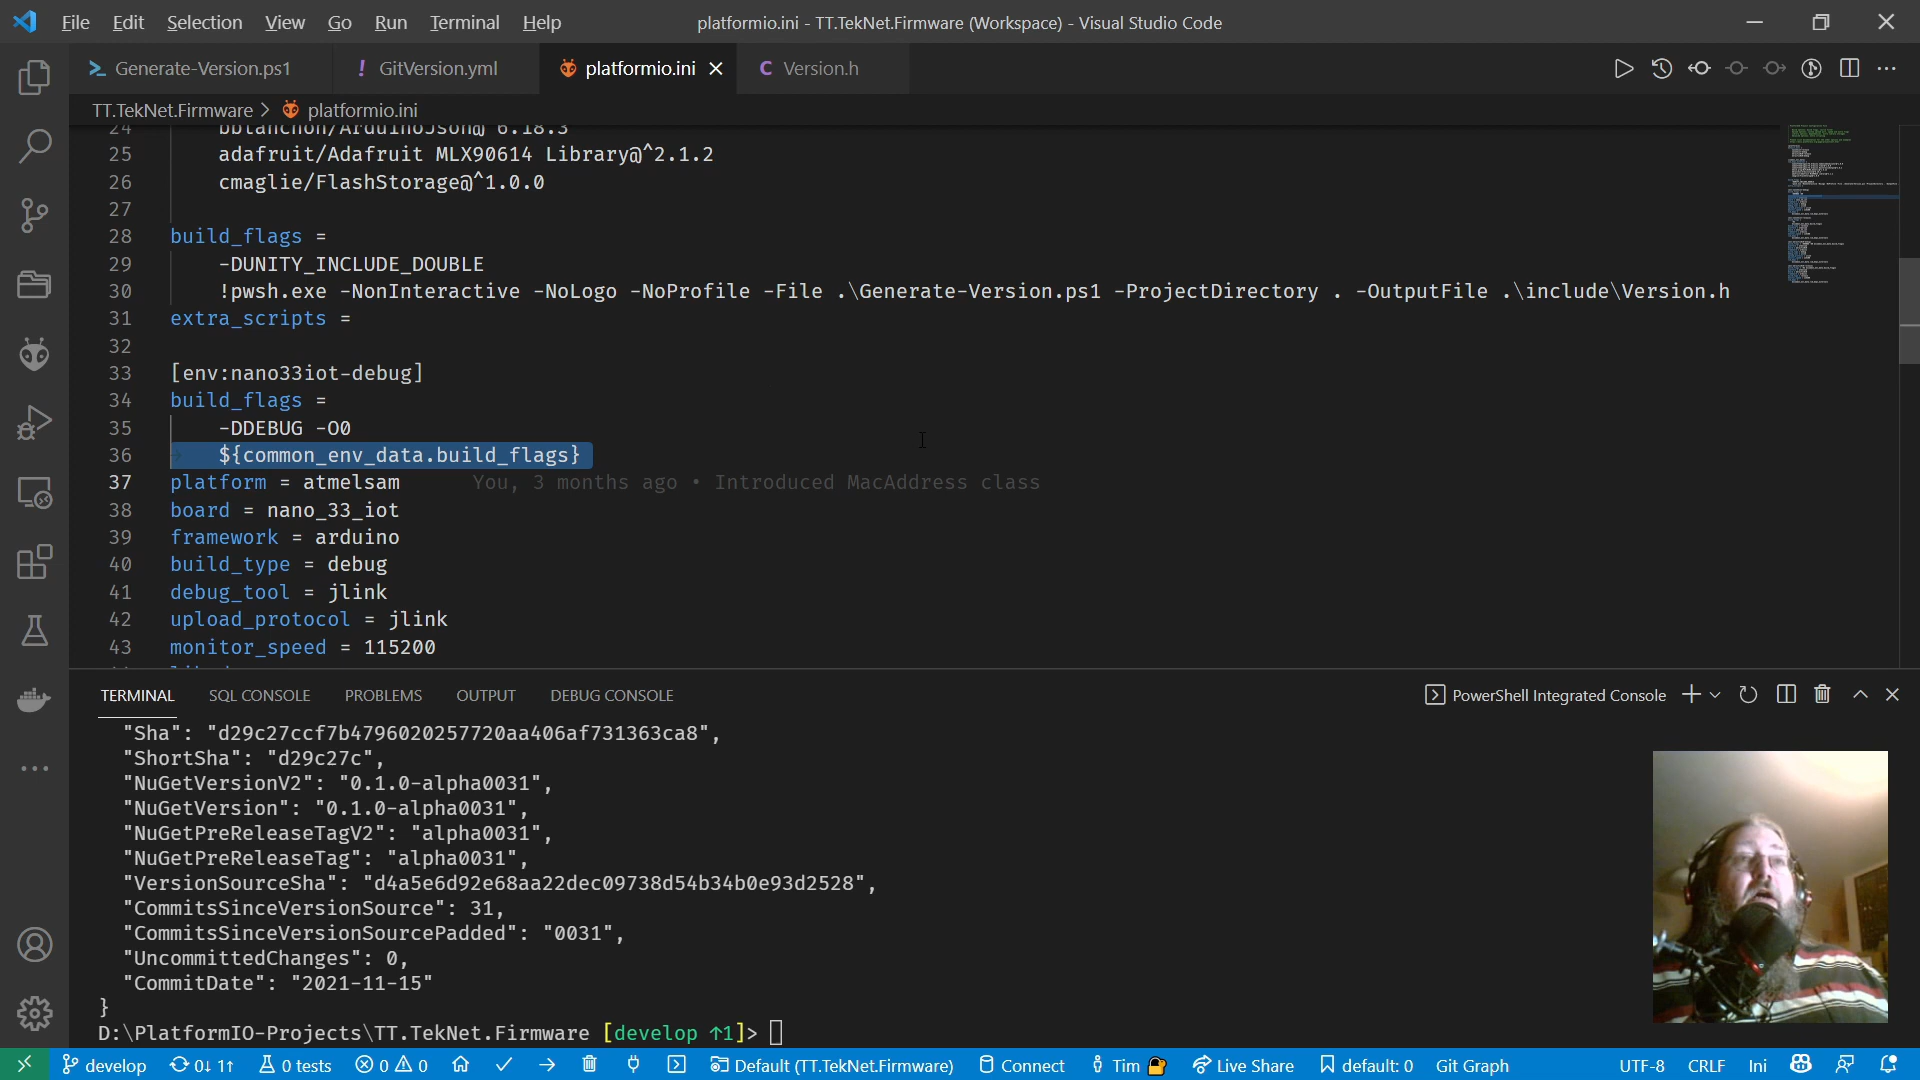 File Edit Selection View Go Run Terminal Help platformio.ini - TT.TekNet.Firmware (Workspace) - Visual Studio Code
Generate-Version.ps1 GitVersion.yml platformio.ini Version.h
TT.TekNet.Firmware > platformio.ini
24 bblanchon/ArduinoJson@ 6.18.3
25 adafruit/Adafruit MLX90614 Library@^2.1.2
26 cmaglie/FlashStorage@^1.0.0
27
28 build_flags =
29 -DUNITY_INCLUDE_DOUBLE
30 !pwsh.exe -NonInteractive -NoLogo -NoProfile -File .\Generate-Version.ps1 -ProjectDirectory . -OutputFile .\include\Version.h
31 extra_scripts =
32
33 [env:nano33iot-debug]
34 build_flags =
35 -DDEBUG -O0
36 ${common_env_data.build_flags}
37 platform = atmelsam You, 3 months ago • Introduced MacAddress class
38 board = nano_33_iot
39 framework = arduino
40 build_type = debug
41 debug_tool = jlink
42 upload_protocol = jlink
43 monitor_speed = 115200
TERMINAL SQL CONSOLE PROBLEMS OUTPUT DEBUG CONSOLE PowerShell Integrated Console
"Sha": "d29c27ccf7b4796020257720aa406af731363ca8",
"ShortSha": "d29c27c",
"NuGetVersionV2": "0.1.0-alpha0031",
"NuGetVersion": "0.1.0-alpha0031",
"NuGetPreReleaseTagV2": "alpha0031",
"NuGetPreReleaseTag": "alpha0031",
"VersionSourceSha": "d4a5e6d92e68aa22dec09738d54b34b0e93d2528",
"CommitsSinceVersionSource": 31,
"CommitsSinceVersionSourcePadded": "0031",
"UncommittedChanges": 0,
"CommitDate": "2021-11-15"
}
D:\PlatformIO-Projects\TT.TekNet.Firmware [develop ↑1]>
develop 0↓ 1↑ 0 tests 0 0 Default (TT.TekNet.Firmware) Connect Tim Live Share default: 0 Git Graph UTF-8 CRLF Ini